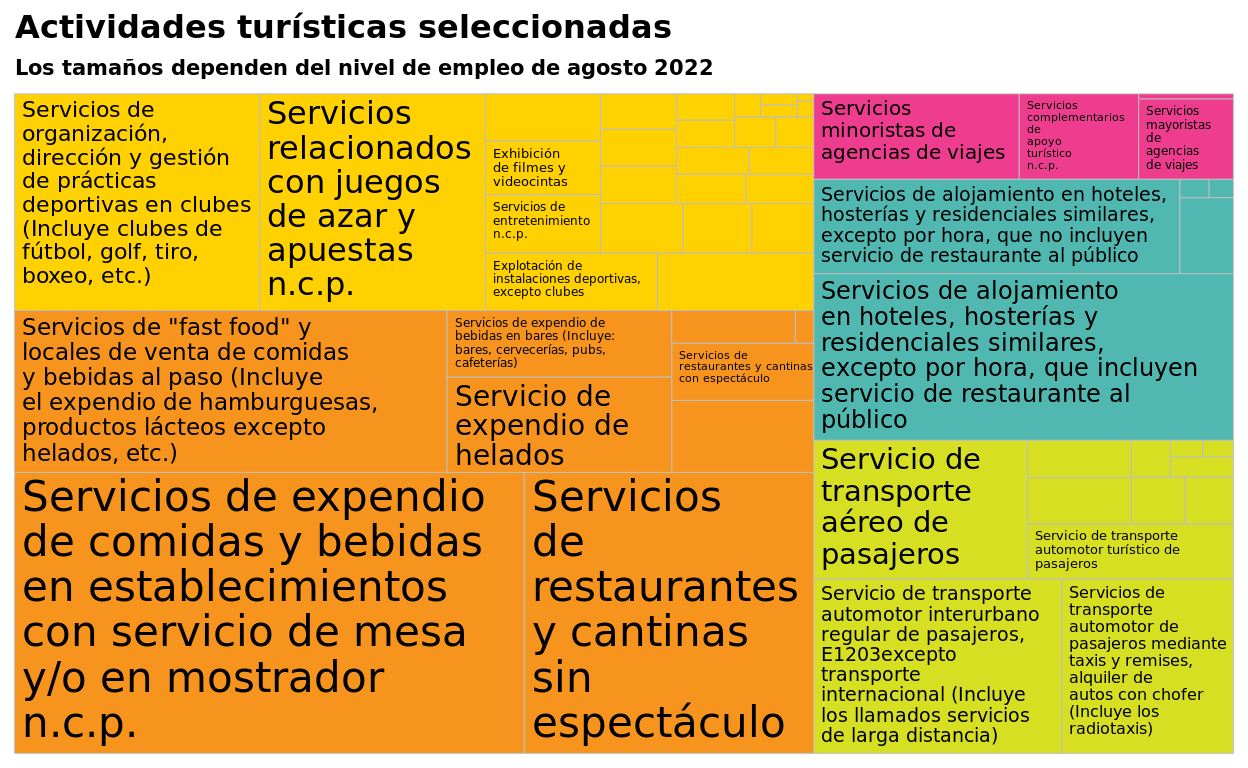 Actividades turísticas seleccionadas
Los tamaños dependen del nivel de empleo de agosto 2022
Servicios de
organización,
dirección y gestión
de prácticas
deportivas en clubes
(Incluye clubes de
fútbol, golf, tiro,
boxeo, etc.)
Servicios
relacionados
con juegos
de azar y
apuestas
n.c.p.
Exhibición
de filmes y
videocintas
Servicios de
entretenimiento
n.c.p.
Explotación de
instalaciones deportivas,
excepto clubes
Servicios
minoristas de
agencias de viajes
Servicios
complementarios
de
apoyo
turístico
n.c.p.
Servicios
mayoristas
de
agencias
de viajes
Servicios de alojamiento en hoteles,
hosterías y residenciales similares,
excepto por hora, que no incluyen
servicio de restaurante al público
Servicios de alojamiento
en hoteles, hosterías y
residenciales similares,
excepto por hora, que incluyen
servicio de restaurante al
público
Servicios de "fast food" y
locales de venta de comidas
y bebidas al paso (Incluye
el expendio de hamburguesas,
productos lácteos excepto
helados, etc.)
Servicios de expendio de
bebidas en bares (Incluye:
bares, cervecerías, pubs,
cafeterías)
Servicio de
expendio de
helados
Servicios de
restaurantes y cantinas
con espectáculo
Servicios de expendio
de comidas y bebidas
en establecimientos
con servicio de mesa
y/o en mostrador
n.c.p.
Servicios
de
restaurantes
y cantinas
sin
espectáculo
Servicio de
transporte
aéreo de
pasajeros
Servicio de transporte
automotor turístico de
pasajeros
Servicio de transporte
automotor interurbano
regular de pasajeros,
E1203excepto
transporte
internacional (Incluye
los llamados servicios
de larga distancia)
Servicios de
transporte
automotor de
pasajeros mediante
taxis y remises,
alquiler de
autos con chofer
(Incluye los
radiotaxis)